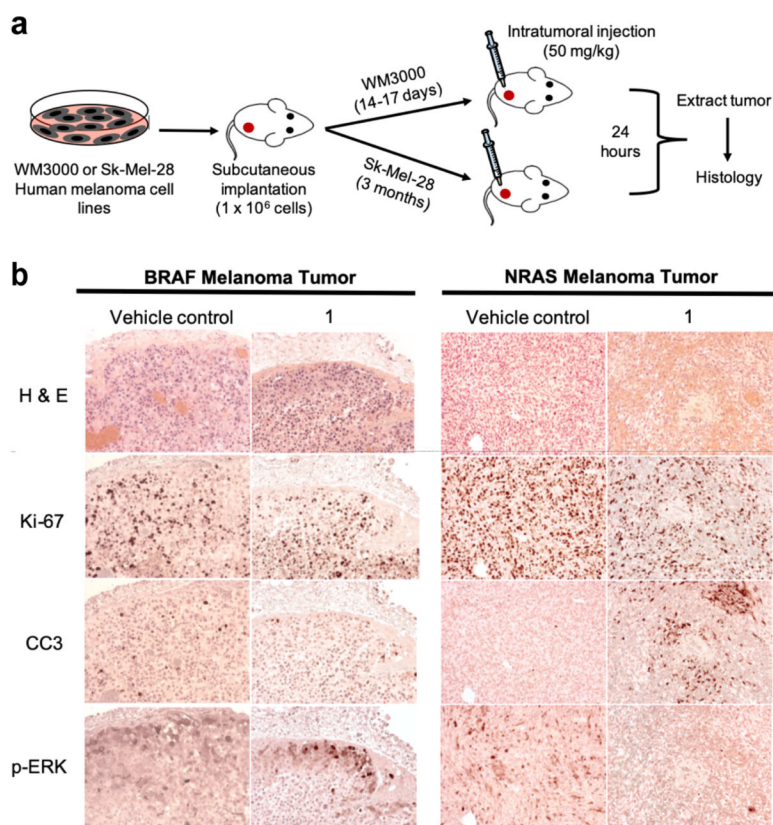 a
Intratumoral injection
(50 mg/kg)
WM3000
(14-17 days)
Sk-Mel-28
(3 months)
24
hours
Extract tumor
Histology
WM3000 or Sk-Mel-28
Human melanoma cell
lines
Subcutaneous
implantation
(1 x 10⁶ cells)
b
BRAF Melanoma Tumor
NRAS Melanoma Tumor
Vehicle control
1
Vehicle control
1
H & E
Ki-67
CC3
p-ERK